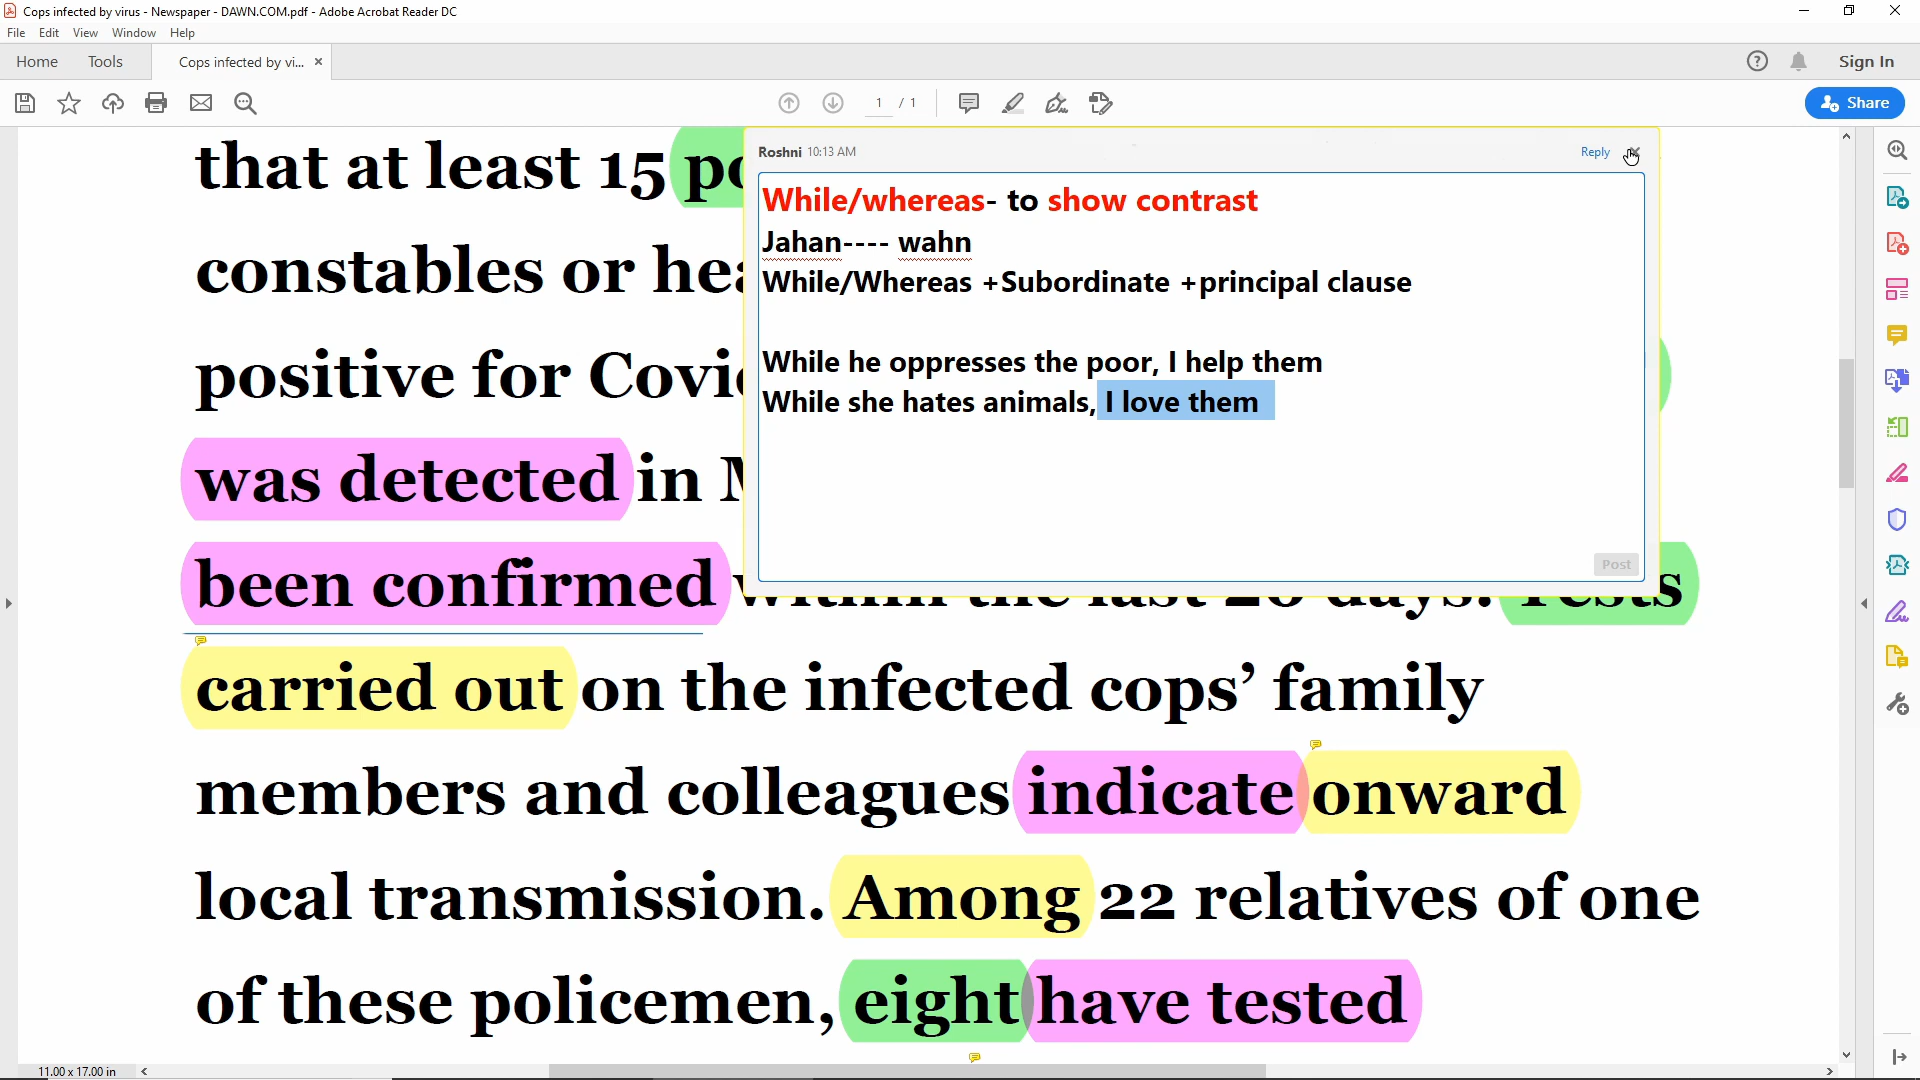 Cops infected by virus - Newspaper - DAWN.COM.pdf - Adobe Acrobat Reader DC
File Edit View Window Help
Home Tools Cops infected by vi... × Sign In
1 / 1 Share
that at least 15
constables or
positive for
was detected in
been confirmed
carried out on the infected cops’ family
members and colleagues indicate onward
local transmission. Among 22 relatives of one
of these policemen, eight have tested
Roshni 10:13 AM Reply
While/whereas- to show contrast
Jahan---- wahn
While/Whereas +Subordinate +principal clause
While he oppresses the poor, I help them
While she hates animals, I love them
Post
11.00 x 17.00 in